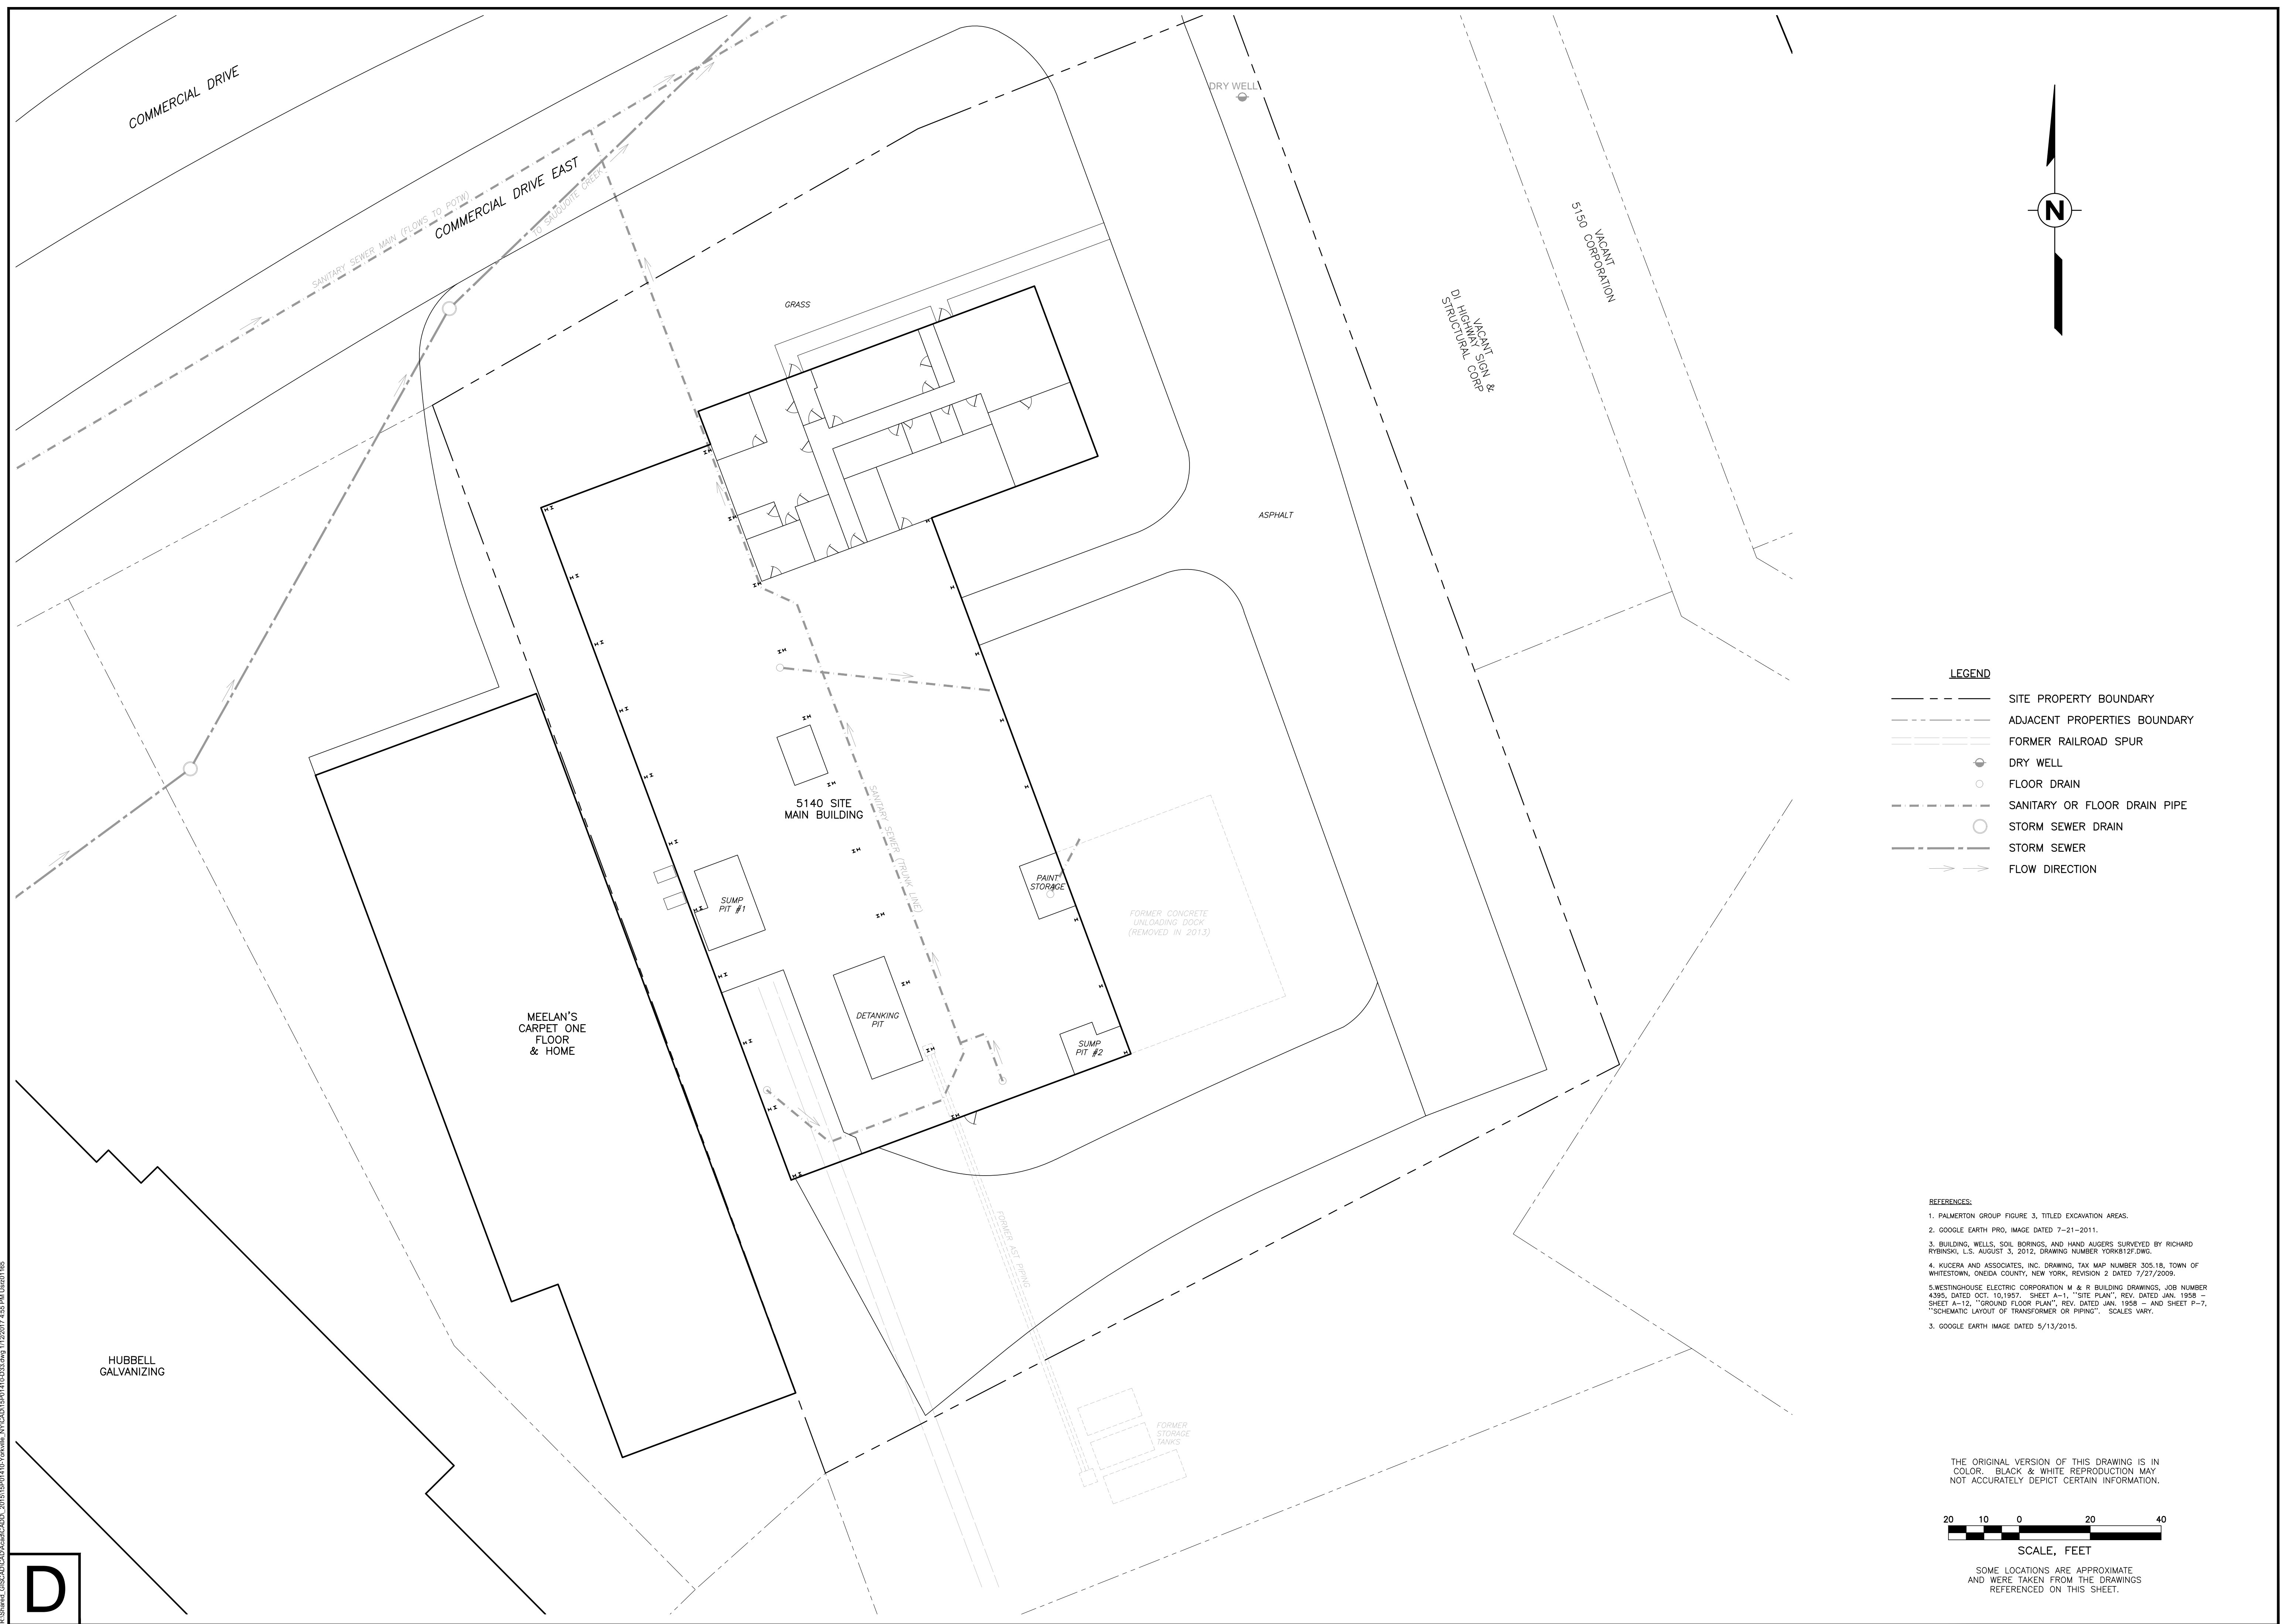 COMMERCIAL DRIVE
DRY WELL
COMMERCIAL DRIVE EAST
SANITARY SEWER MAIN (FLOWS TO POTW)
TO SAUQUOITE CREEK
N
VACANT
5150 CORPORATION
VACANT
DI HIGHWAY SIGN &
STRUCTURAL CORP
GRASS
ASPHALT
5140 SITE
MAIN BUILDING
SANITARY SEWER (TRUNK LINE)
SUMP
PIT #1
PAINT
STORAGE
FORMER CONCRETE
UNLOADING DOCK
(REMOVED IN 2013)
DETANKING
PIT
SUMP
PIT #2
MEELAN'S
CARPET ONE
FLOOR
& HOME
FORMER AST PIPING
HUBBELL
GALVANIZING
FORMER
STORAGE
TANKS
LEGEND
SITE PROPERTY BOUNDARY
ADJACENT PROPERTIES BOUNDARY
FORMER RAILROAD SPUR
DRY WELL
FLOOR DRAIN
SANITARY OR FLOOR DRAIN PIPE
STORM SEWER DRAIN
STORM SEWER
FLOW DIRECTION
REFERENCES:
1. PALMERTON GROUP FIGURE 3, TITLED EXCAVATION AREAS.
2. GOOGLE EARTH PRO, IMAGE DATED 7-21-2011.
3. BUILDING, WELLS, SOIL BORINGS, AND HAND AUGERS SURVEYED BY RICHARD
RYBINSKI, L.S. AUGUST 3, 2012, DRAWING NUMBER YORK812F.DWG.
4. KUCERA AND ASSOCIATES, INC. DRAWING, TAX MAP NUMBER 305.18, TOWN OF
WHITESTOWN, ONEIDA COUNTY, NEW YORK, REVISION 2 DATED 7/27/2009.
5.WESTINGHOUSE ELECTRIC CORPORATION M & R BUILDING DRAWINGS, JOB NUMBER
4395, DATED OCT. 10,1957. SHEET A-1, ''SITE PLAN'', REV. DATED JAN. 1958 -
SHEET A-12, ''GROUND FLOOR PLAN'', REV. DATED JAN. 1958 - AND SHEET P-7,
''SCHEMATIC LAYOUT OF TRANSFORMER OR PIPING''. SCALES VARY.
3. GOOGLE EARTH IMAGE DATED 5/13/2015.
THE ORIGINAL VERSION OF THIS DRAWING IS IN
COLOR. BLACK & WHITE REPRODUCTION MAY
NOT ACCURATELY DEPICT CERTAIN INFORMATION.
20 10 0 20 40
SCALE, FEET
SOME LOCATIONS ARE APPROXIMATE
AND WERE TAKEN FROM THE DRAWINGS
REFERENCED ON THIS SHEET.
D